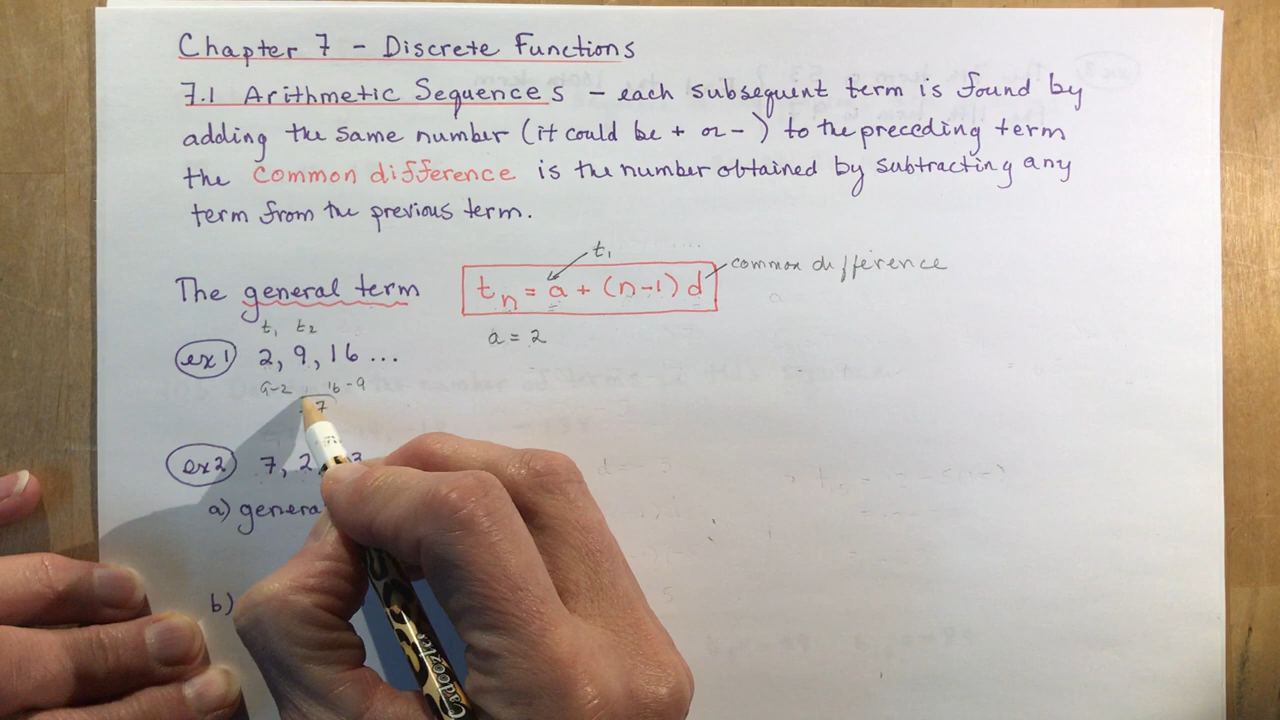 Chapter 7 - Discrete Functions
7.1 Arithmetic Sequences - each subsequent term is found by
adding the same number (it could be + or - ) to the preceding term
the common difference is the number obtained by subtracting any
term from the previous term.
t₁
common difference
The general term tₙ = a + (n-1) d
t₁ t₂
a = 2
ex1 2, 9, 16 ...
9-2 16-9
7
ex2 7, 2,
a) genera
b)
Cadoozles